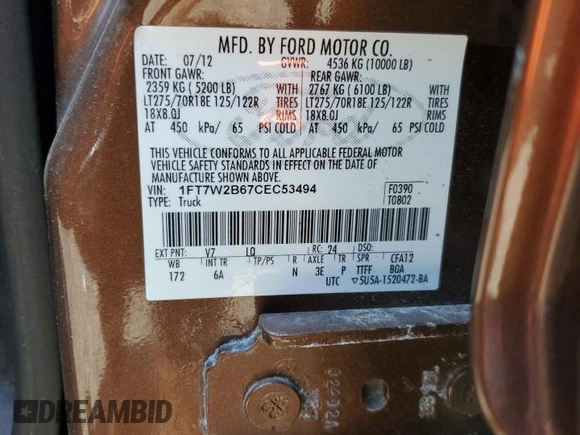 MFD. BY FORD MOTOR CO.
DATE: 07/12 GVWR: 4536 KG (10000 LB)
FRONT GAWR: REAR GAWR:
2359 KG ( 5200 LB) WITH 2767 KG ( 6100 LB) WITH
LT275/70R18E 125/122R TIRES LT275/70R18E 125/122R TIRES
18X8.0J RIMS 18X8.0J RIMS
AT 450 kPa/ 65 PSI COLD AT 450 kPa/ 65 PSI COLD
THIS VEHICLE CONFORMS TO ALL APPLICABLE FEDERAL MOTOR
VEHICLE SAFETY STANDARDS IN EFFECT ON THE DATE OF
MANUFACTURE SHOWN ABOVE.
VIN: 1FT7W2B67CEC53494 F0390
TYPE: Truck T0802
EXT PNT: V7 LQ RC: 24 DSO:
WB INT TR TP/PS R AXLE TR SPR CFA12
172 6A N 3E P TTFF BOA
UTC ▽5U5A-1520472-BA
DREAMBID